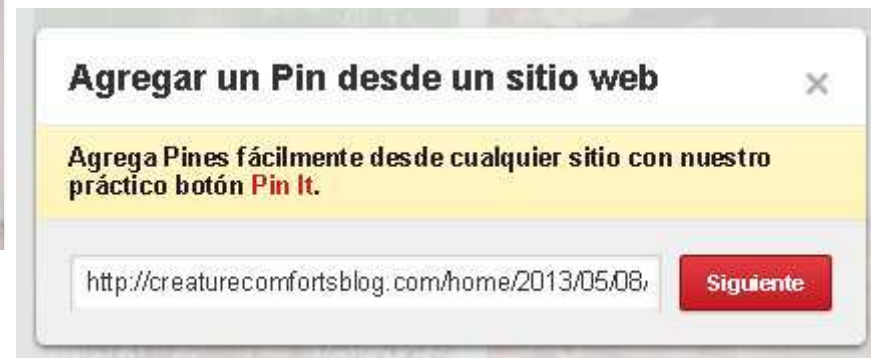 Agregar un Pin desde un sitio web
Agrega Pines fácilmente desde cualquier sitio con nuestro
práctico botón Pin It.
http://creaturecomfortsblog.com/home/2013/05/08/
Siguiente